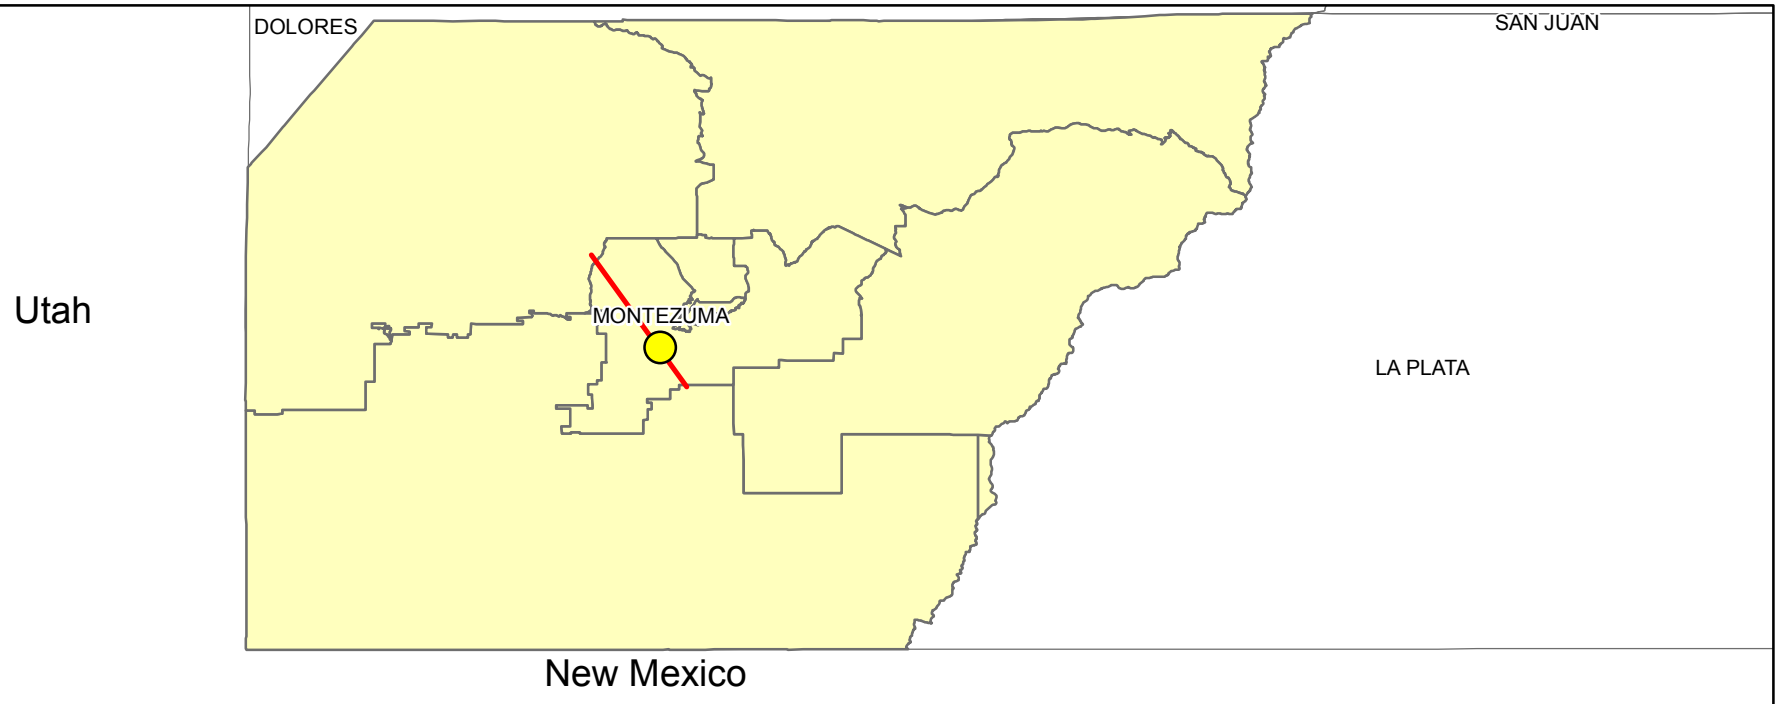 DOLORES
SAN JUAN
Utah
MONTEZUMA
LA PLATA
New Mexico